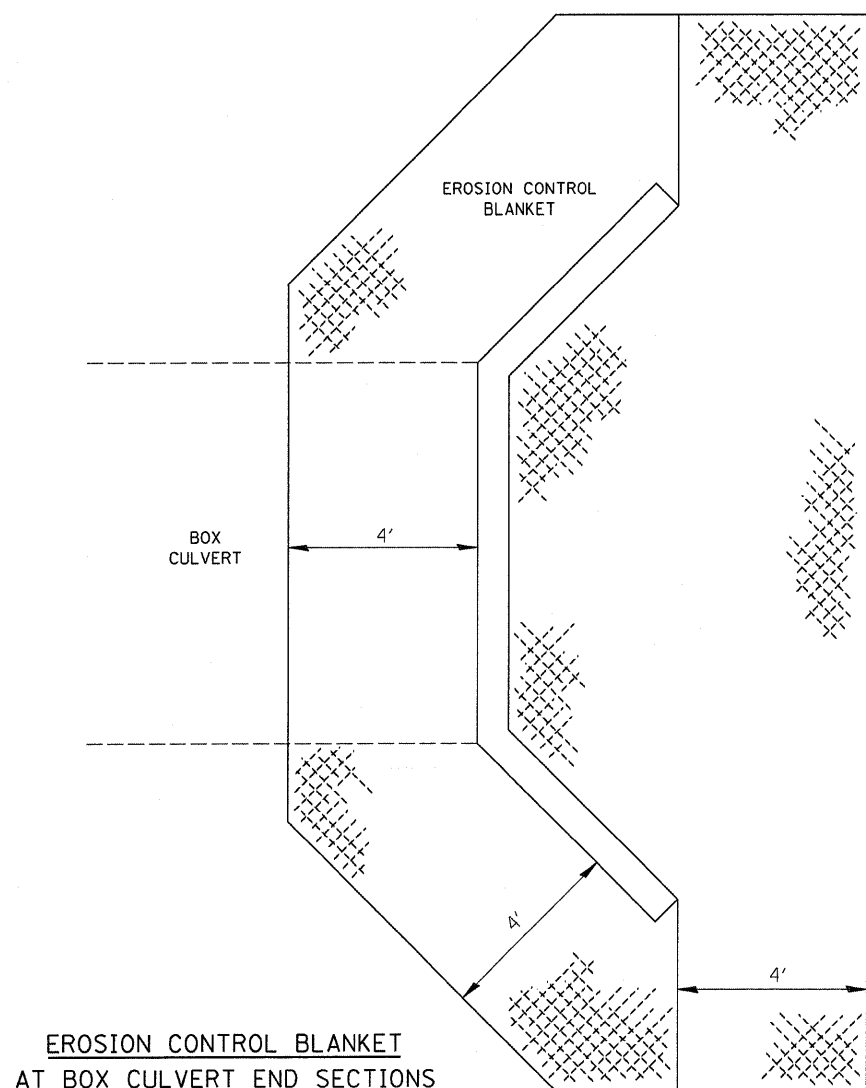 EROSION CONTROL
BLANKET
4'
BOX
CULVERT
4'
4'
EROSION CONTROL BLANKET
AT BOX CULVERT END SECTIONS